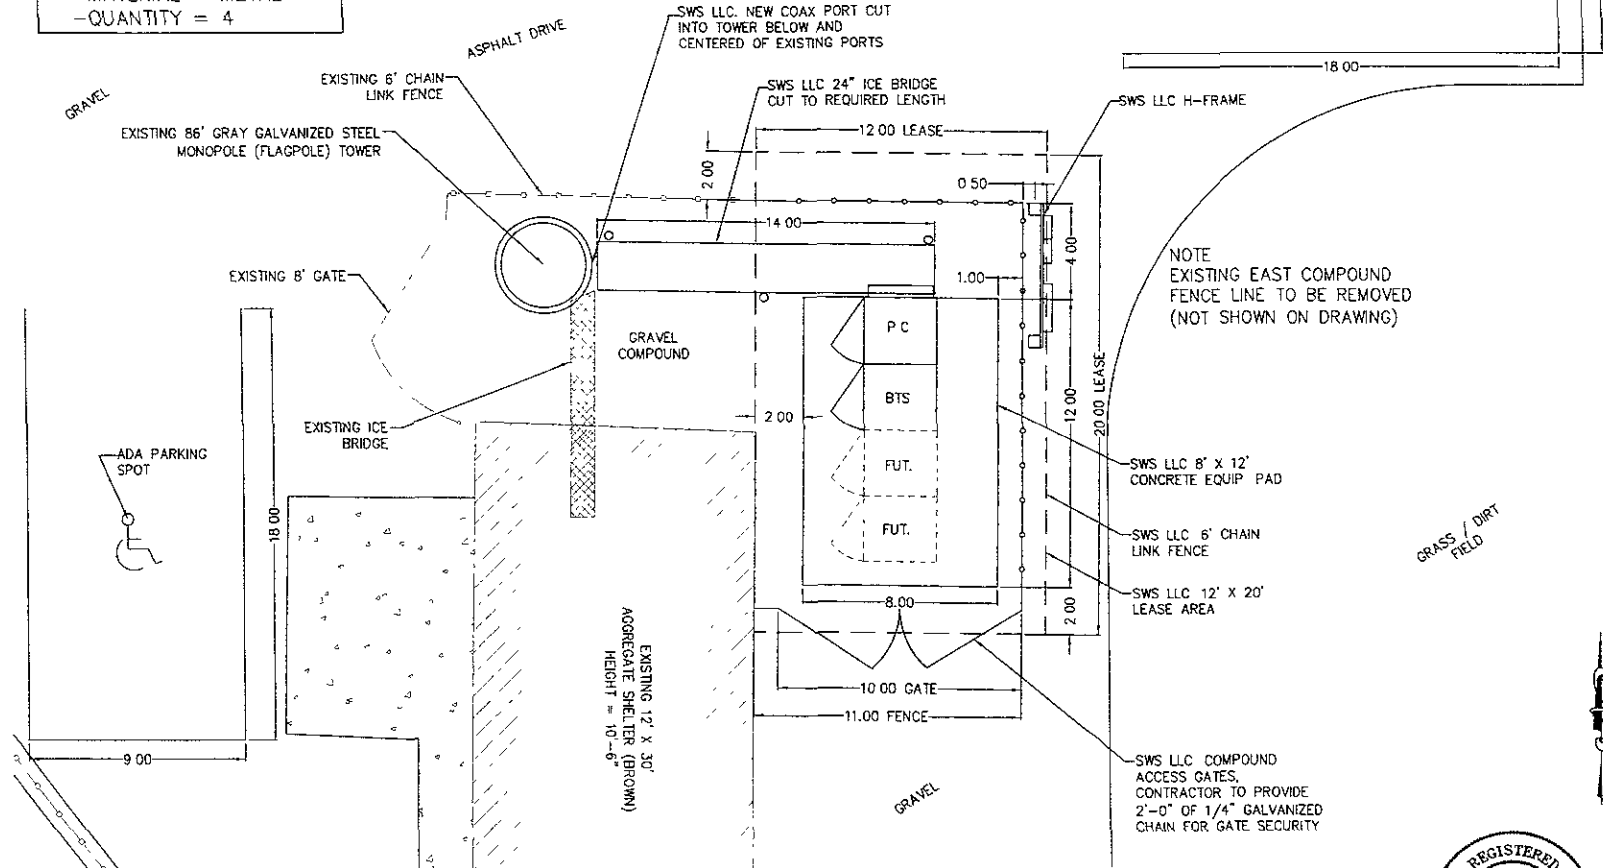 -QUANTITY = 4
ASPHALT DRIVE
SWS LLC. NEW COAX PORT CUT
INTO TOWER BELOW AND
CENTERED OF EXISTING PORTS
18 00
GRAVEL
EXISTING 6' CHAIN
LINK FENCE
SWS LLC 24" ICE BRIDGE
CUT TO REQUIRED LENGTH
SWS LLC H-FRAME
EXISTING 86' GRAY GALVANIZED STEEL
MONOPOLE (FLAGPOLE) TOWER
12 00 LEASE
2 00
0 50
14 00
4.00
1.00
EXISTING 8' GATE
NOTE
EXISTING EAST COMPOUND
FENCE LINE TO BE REMOVED
(NOT SHOWN ON DRAWING)
GRAVEL
COMPOUND
P C
BTS
FUT.
FUT.
2 00
12 00
20 00 LEASE
EXISTING ICE
BRIDGE
ADA PARKING
SPOT
18 00
SWS LLC 8' X 12'
CONCRETE EQUIP PAD
SWS LLC 6' CHAIN
LINK FENCE
GRASS / DIRT
FIELD
SWS LLC 12' X 20'
LEASE AREA
8.00
2 00
EXISTING 12' X 30'
AGGREGATE SHELTER (BROWN)
HEIGHT = 10'-6"
10 00 GATE
11.00 FENCE
9 00
GRAVEL
SWS LLC COMPOUND
ACCESS GATES,
CONTRACTOR TO PROVIDE
2'-0" OF 1/4" GALVANIZED
CHAIN FOR GATE SECURITY
REGISTERED